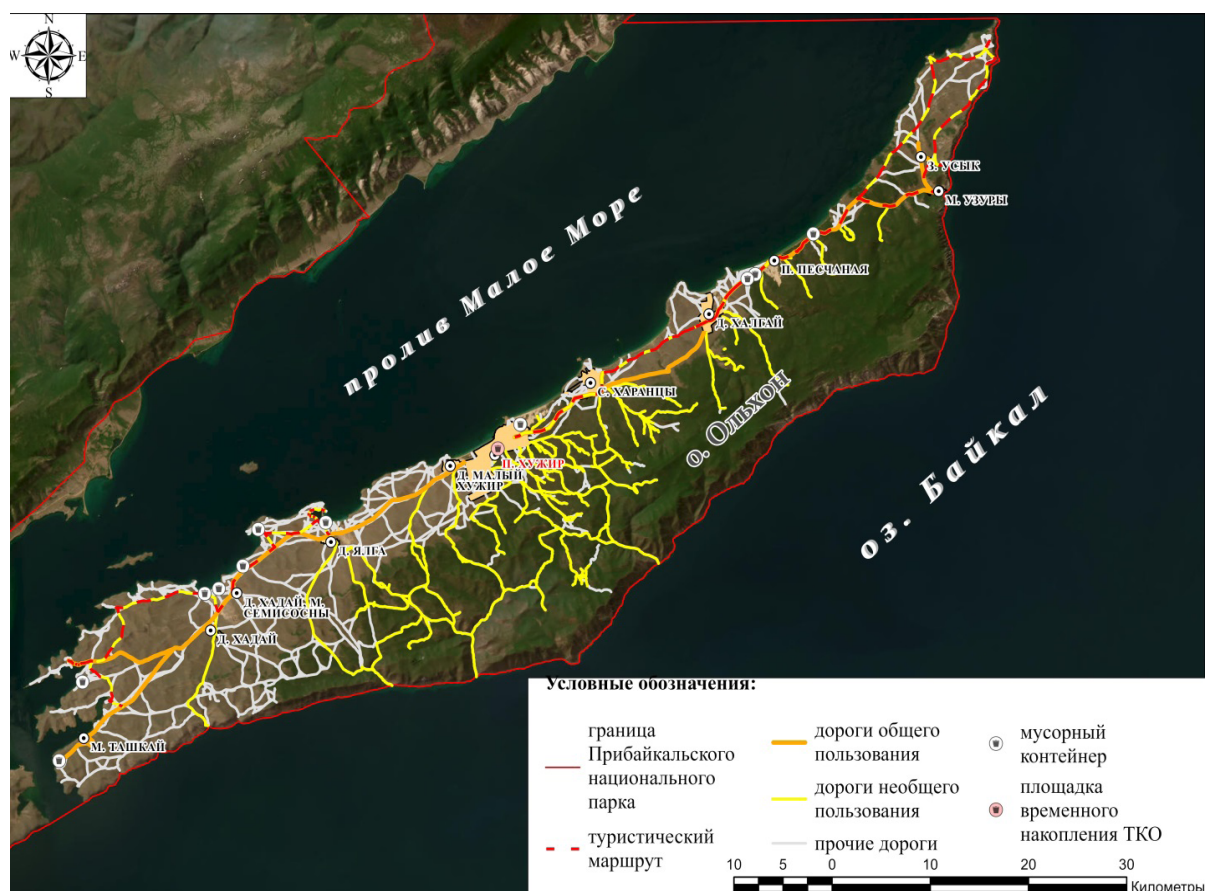 N
W E
S
пролив Малое Море
З. УСЫК
М. УЗУРЫ
П. ПЕСЧАНАЯ
Д. ХАЛГАЙ
С. ХАРАНЦЫ
о. Ольхон
оз. Байкал
П. ХУЖИР
Д. МАЛЫЙ
ХУЖИР
Д. ЯЛГА
Д. ХАДАЙ, М.
СЕМИСОСНЫ
Д. ХАДАЙ
М. ТАШКАЙ
Условные обозначения:
граница
Прибайкальского
национального
парка
туристический
маршрут
дороги общего
пользования
дороги необщего
пользования
прочие дороги
мусорный
контейнер
площадка
временного
накопления ТКО
10 5 0 10 20 30
Километры